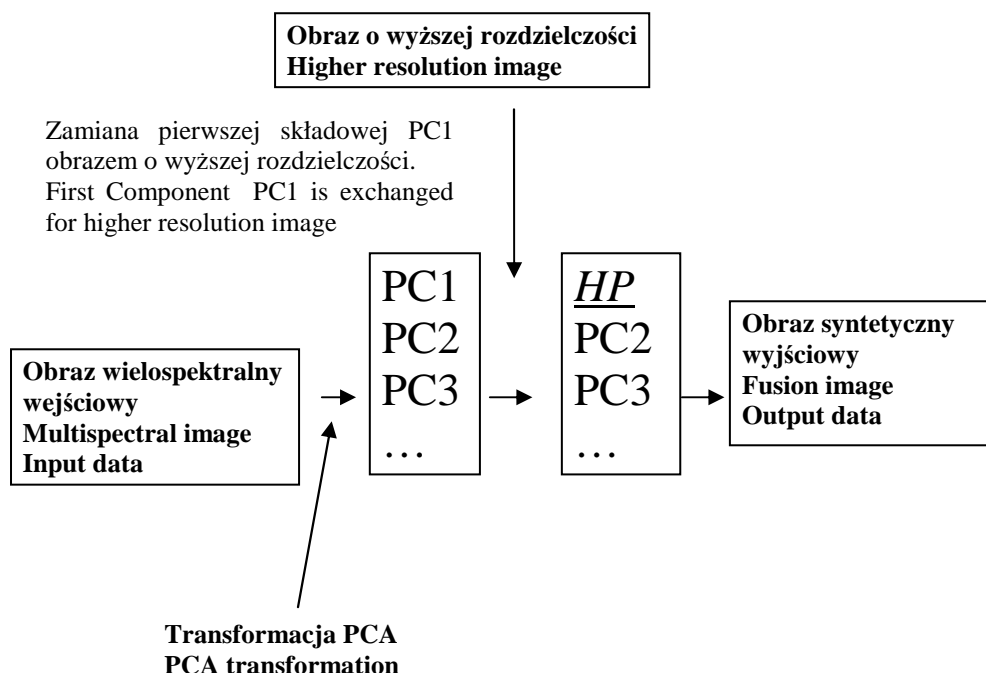 Obraz o wyższej rozdzielczości
Higher resolution image
Zamiana pierwszej składowej PC1
obrazem o wyższej rozdzielczości.
First Component PC1 is exchanged
for higher resolution image
PC1
PC2
PC3
…
HP
PC2
PC3
…
Obraz wielospektralny
wejściowy
Multispectral image
Input data
Obraz syntetyczny
wyjściowy
Fusion image
Output data
Transformacja PCA
PCA transformation